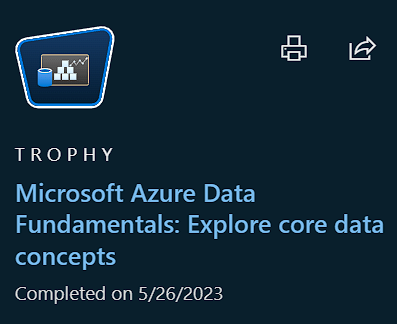 TROPHY
Microsoft Azure Data
Fundamentals: Explore core data
concepts
Completed on 5/26/2023